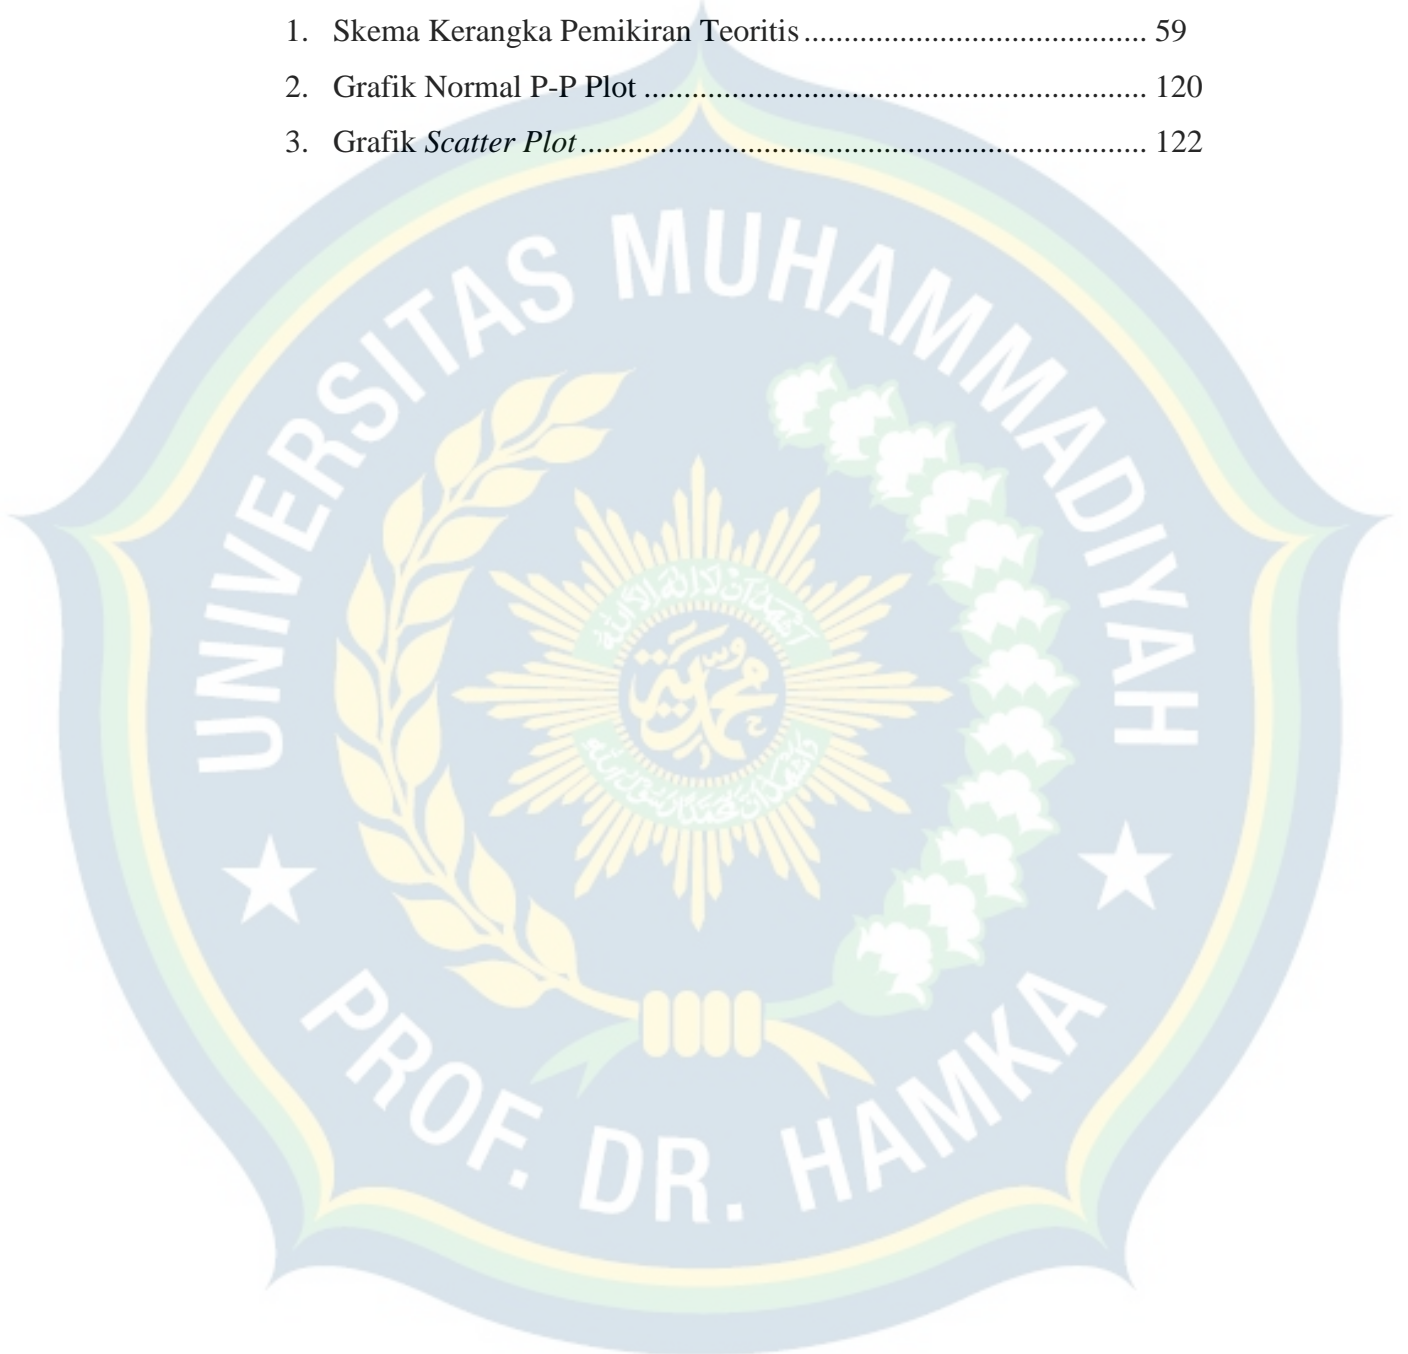 1. Skema Kerangka Pemikiran Teoritis ........................................... 59
2. Grafik Normal P-P Plot ............................................................... 120
3. Grafik Scatter Plot ....................................................................... 122
UNIVERSITAS MUHAMMADIYAH
محمدية
PROF. DR. HAMKA